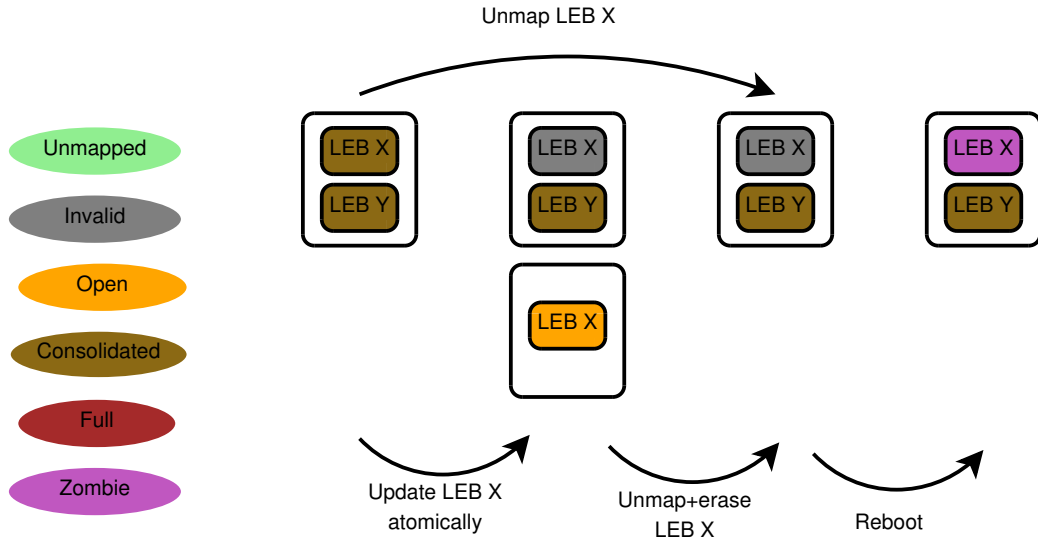 Unmap LEB X
Unmapped
Invalid
Open
Consolidated
Full
Zombie
LEB X
LEB Y
LEB X
LEB Y
LEB X
LEB X
LEB Y
LEB X
LEB Y
Update LEB X
atomically
Unmap+erase
LEB X
Reboot